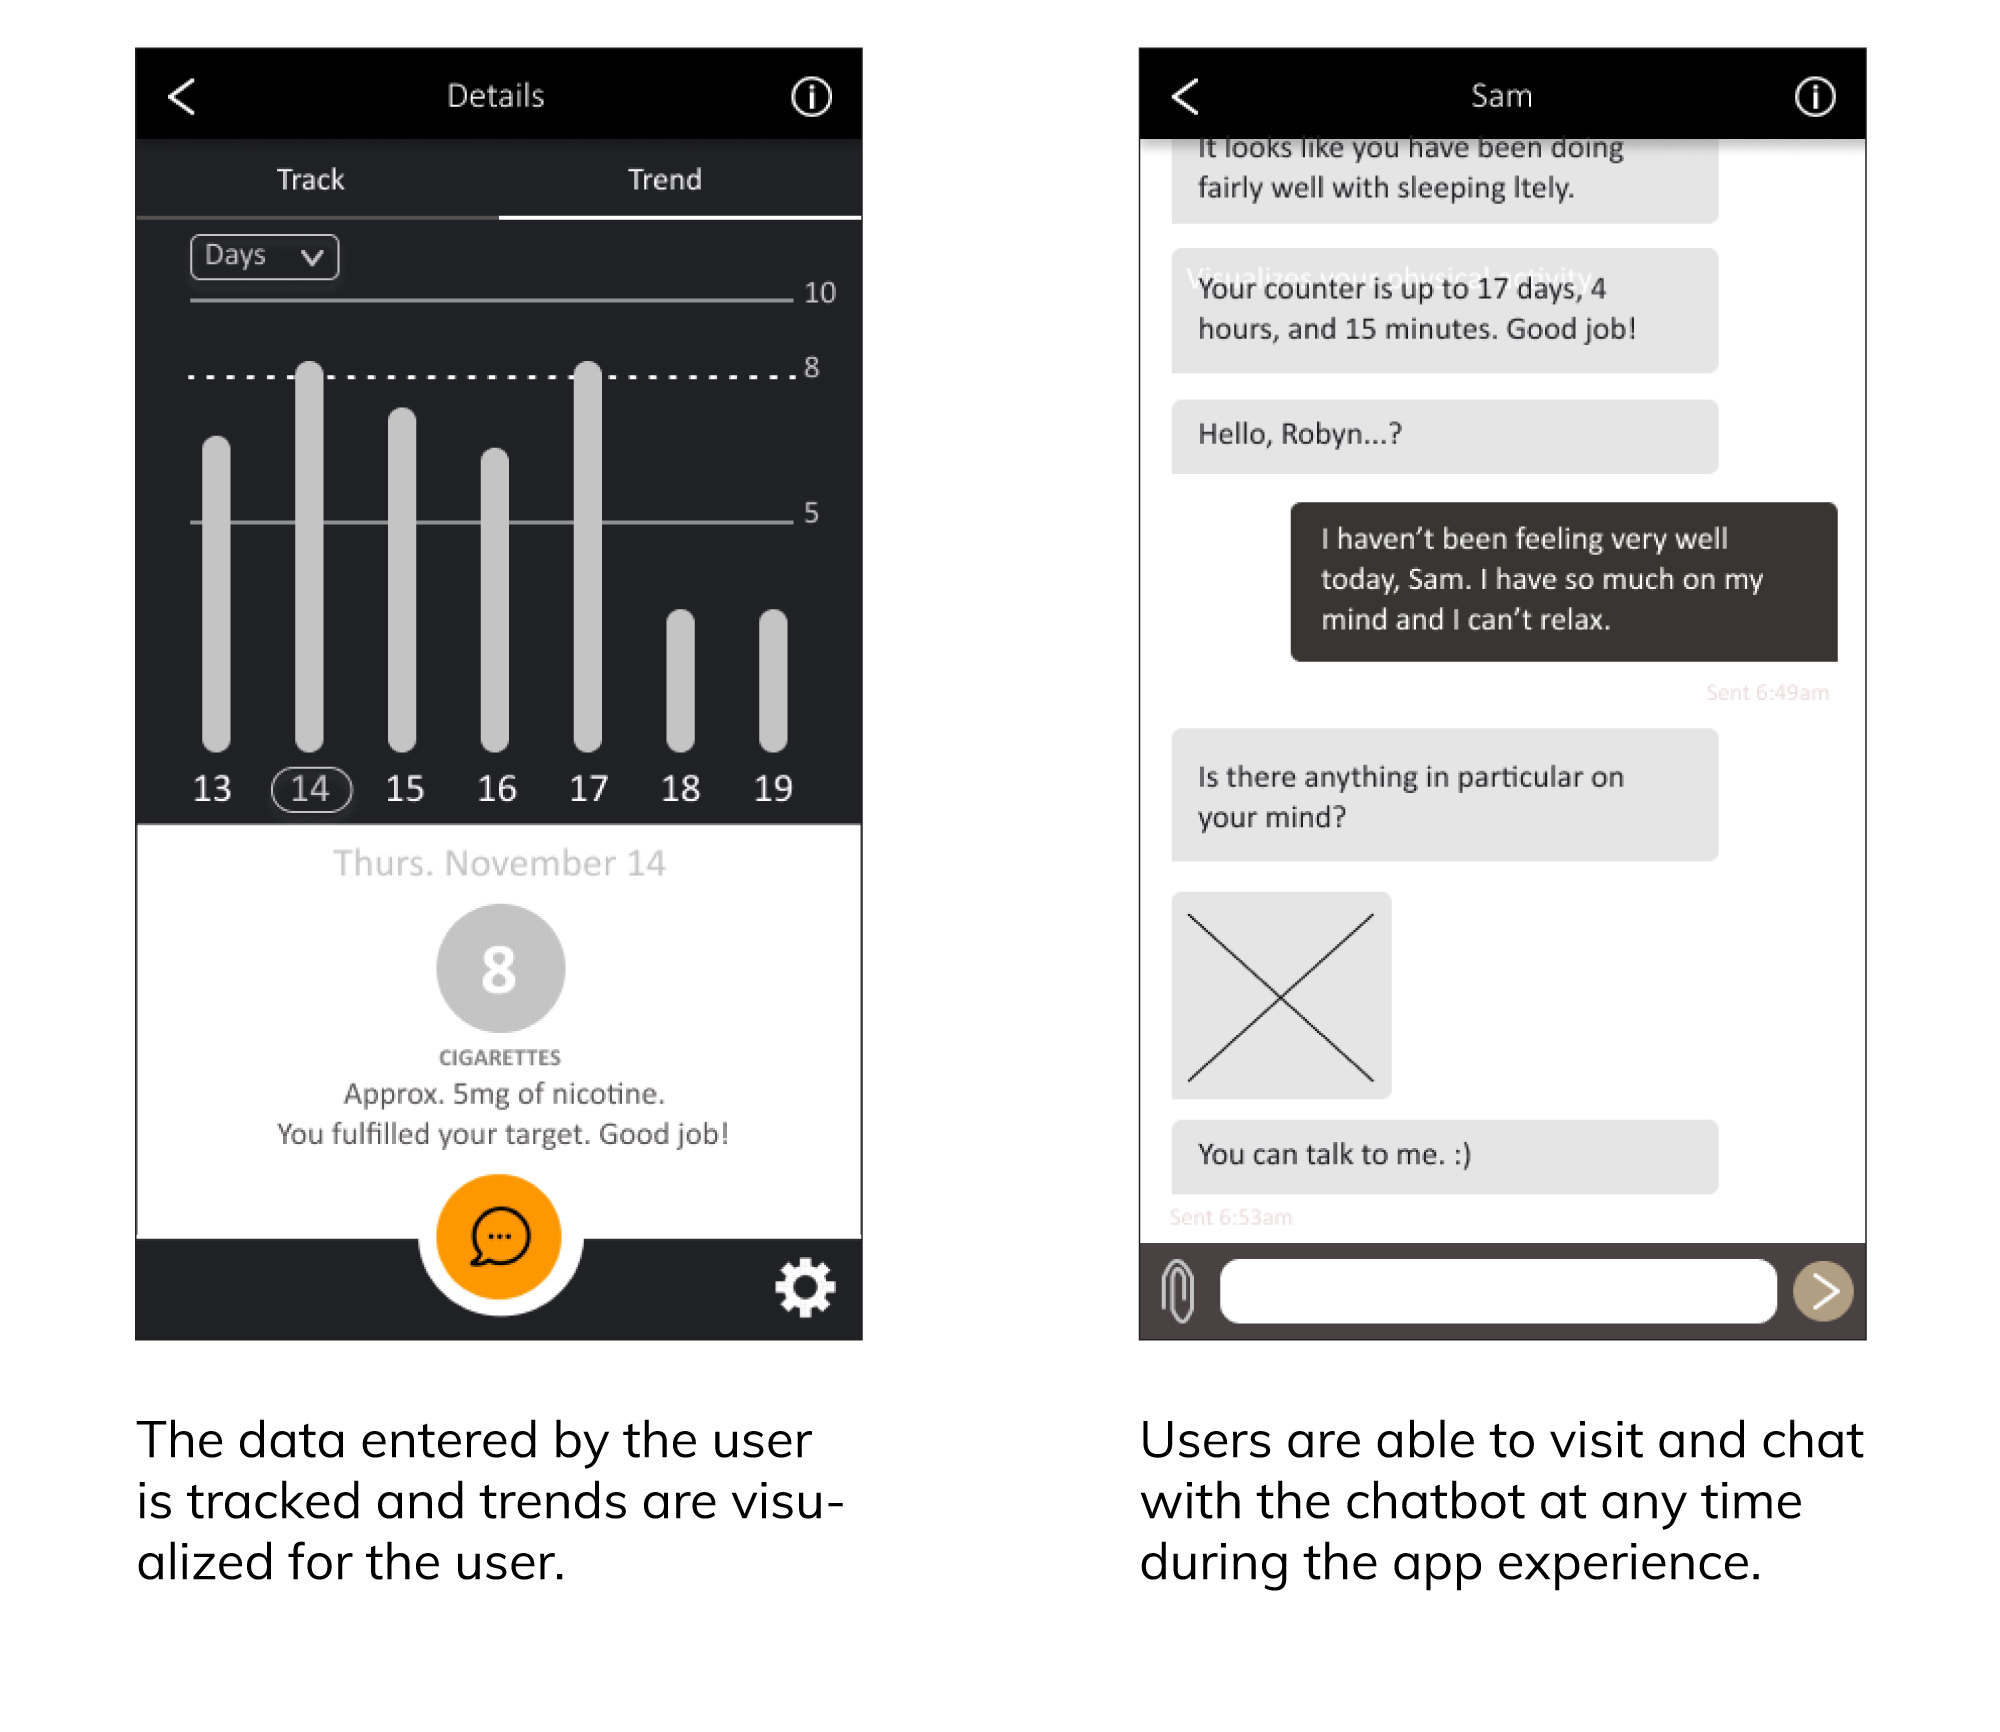 Details
Track
Trend
Days
10
8
5
13
14
15
16
17
18
19
Thurs. November 14
8
CIGARETTES
Approx. 5mg of nicotine.
You fulfilled your target. Good job!
The data entered by the user
is tracked and trends are visu-
alized for the user.
Sam
It looks like you have been doing
fairly well with sleeping ltely.
Visualizes your physical activity
Your counter is up to 17 days, 4
hours, and 15 minutes. Good job!
Hello, Robyn...?
I haven't been feeling very well
today, Sam. I have so much on my
mind and I can't relax.
Sent 6:49am
Is there anything in particular on
your mind?
You can talk to me. :)
Sent 6:53am
Users are able to visit and chat
with the chatbot at any time
during the app experience.